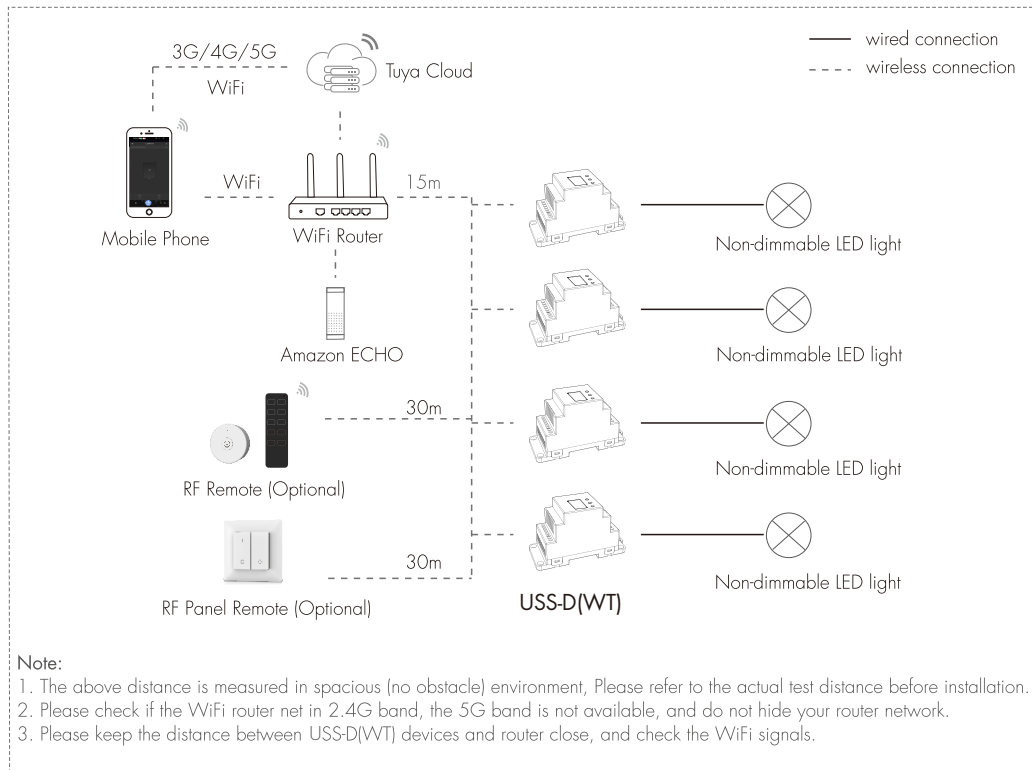 3G/4G/5G
WiFi
Tuya Cloud
wired connection
wireless connection
WiFi
15m
Mobile Phone
WiFi Router
Non-dimmable LED light
Amazon ECHO
Non-dimmable LED light
30m
RF Remote (Optional)
Non-dimmable LED light
30m
RF Panel Remote (Optional)
USS-D(WT)
Non-dimmable LED light
Note:
1. The above distance is measured in spacious (no obstacle) environment, Please refer to the actual test distance before installation.
2. Please check if the WiFi router net in 2.4G band, the 5G band is not available, and do not hide your router network.
3. Please keep the distance between USS-D(WT) devices and router close, and check the WiFi signals.